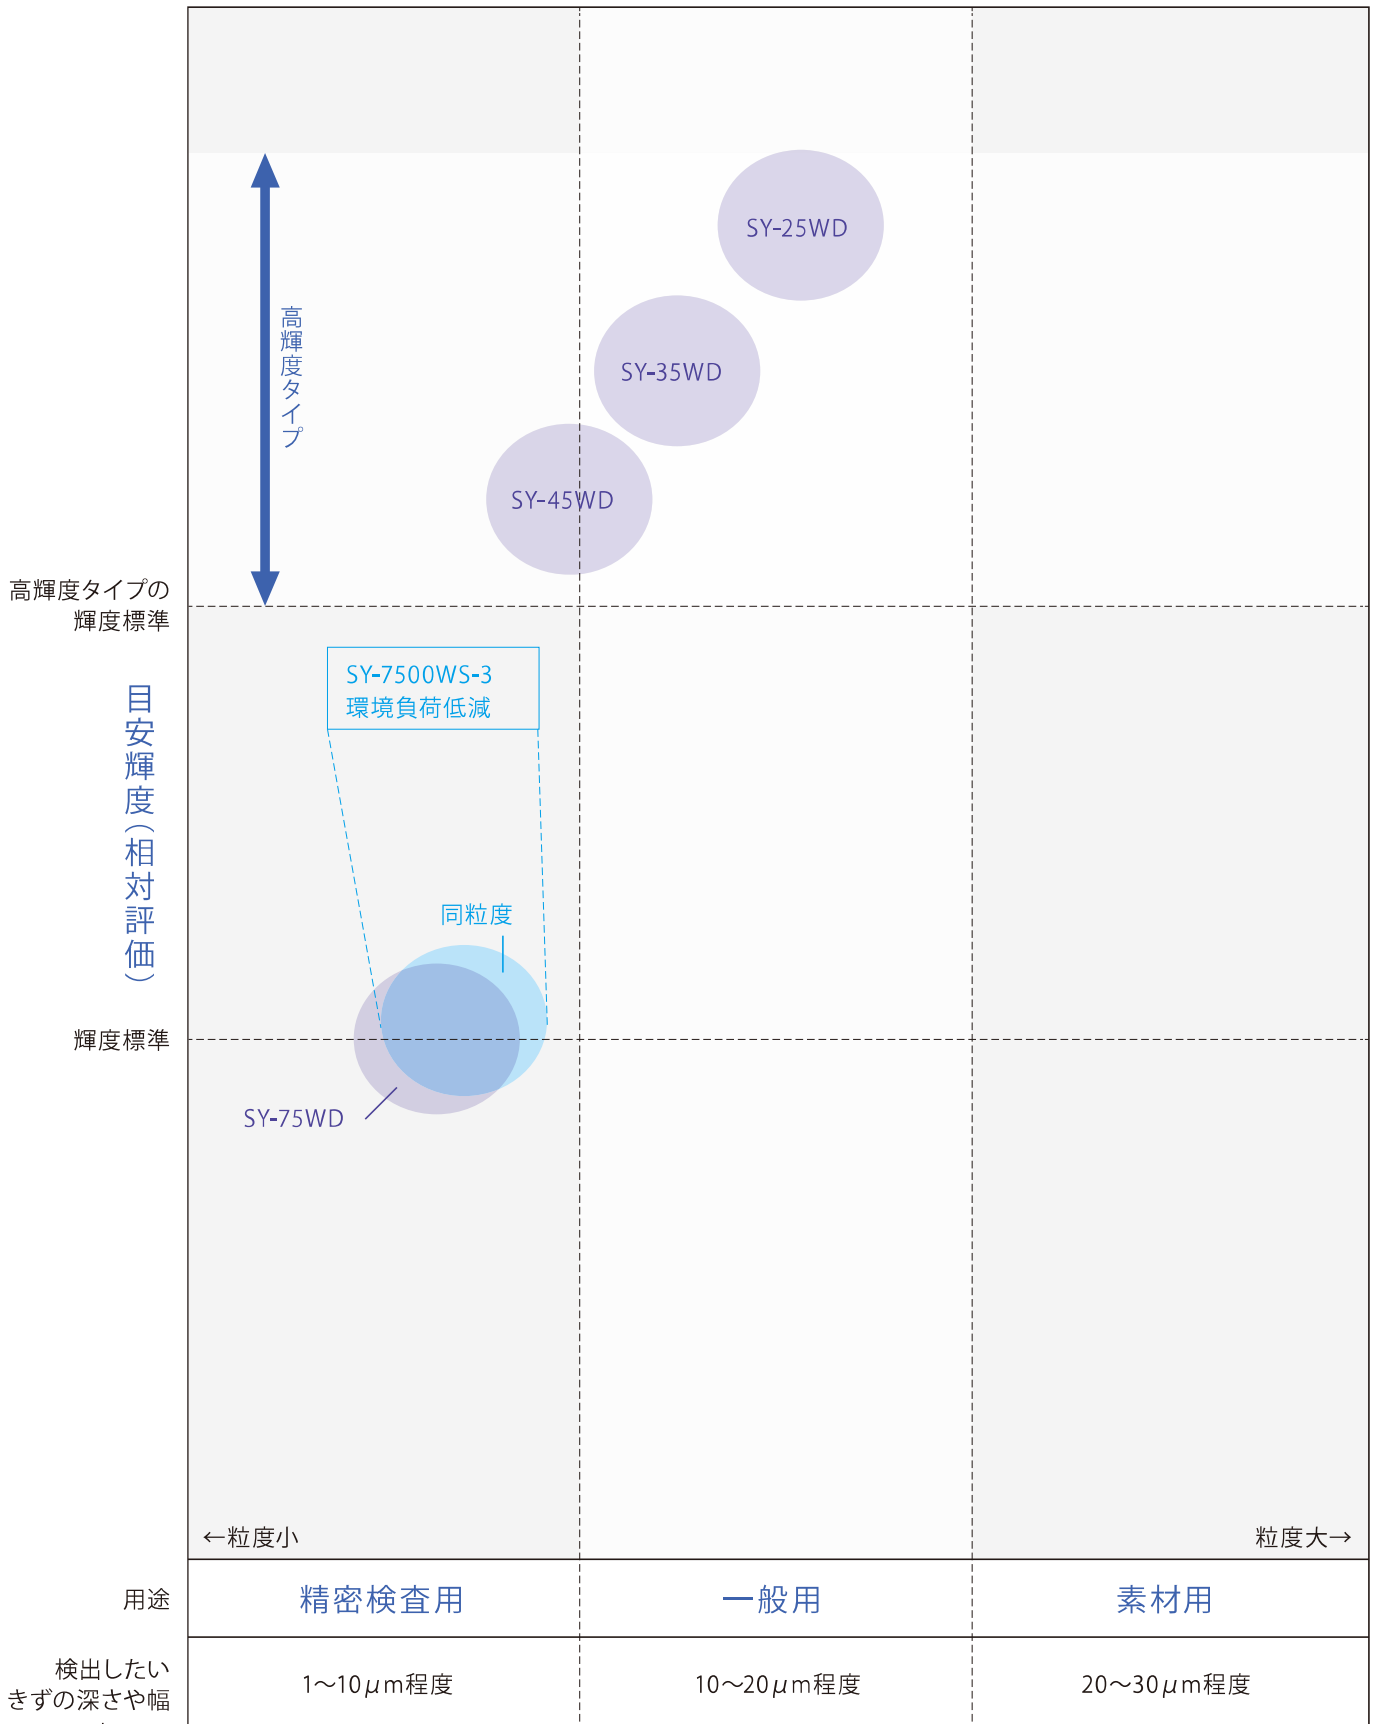 SY-25WD
高輝度タイプ
SY-35WD
SY-45WD
高輝度タイプの
輝度標準
SY-7500WS-3
環境負荷低減
目安輝度(相対評価)
同粒度
輝度標準
SY-75WD
←粒度小
粒度大→
用途
精密検査用
一般用
素材用
検出したい
きずの深さや幅
1〜10μm程度
10〜20μm程度
20〜30μm程度